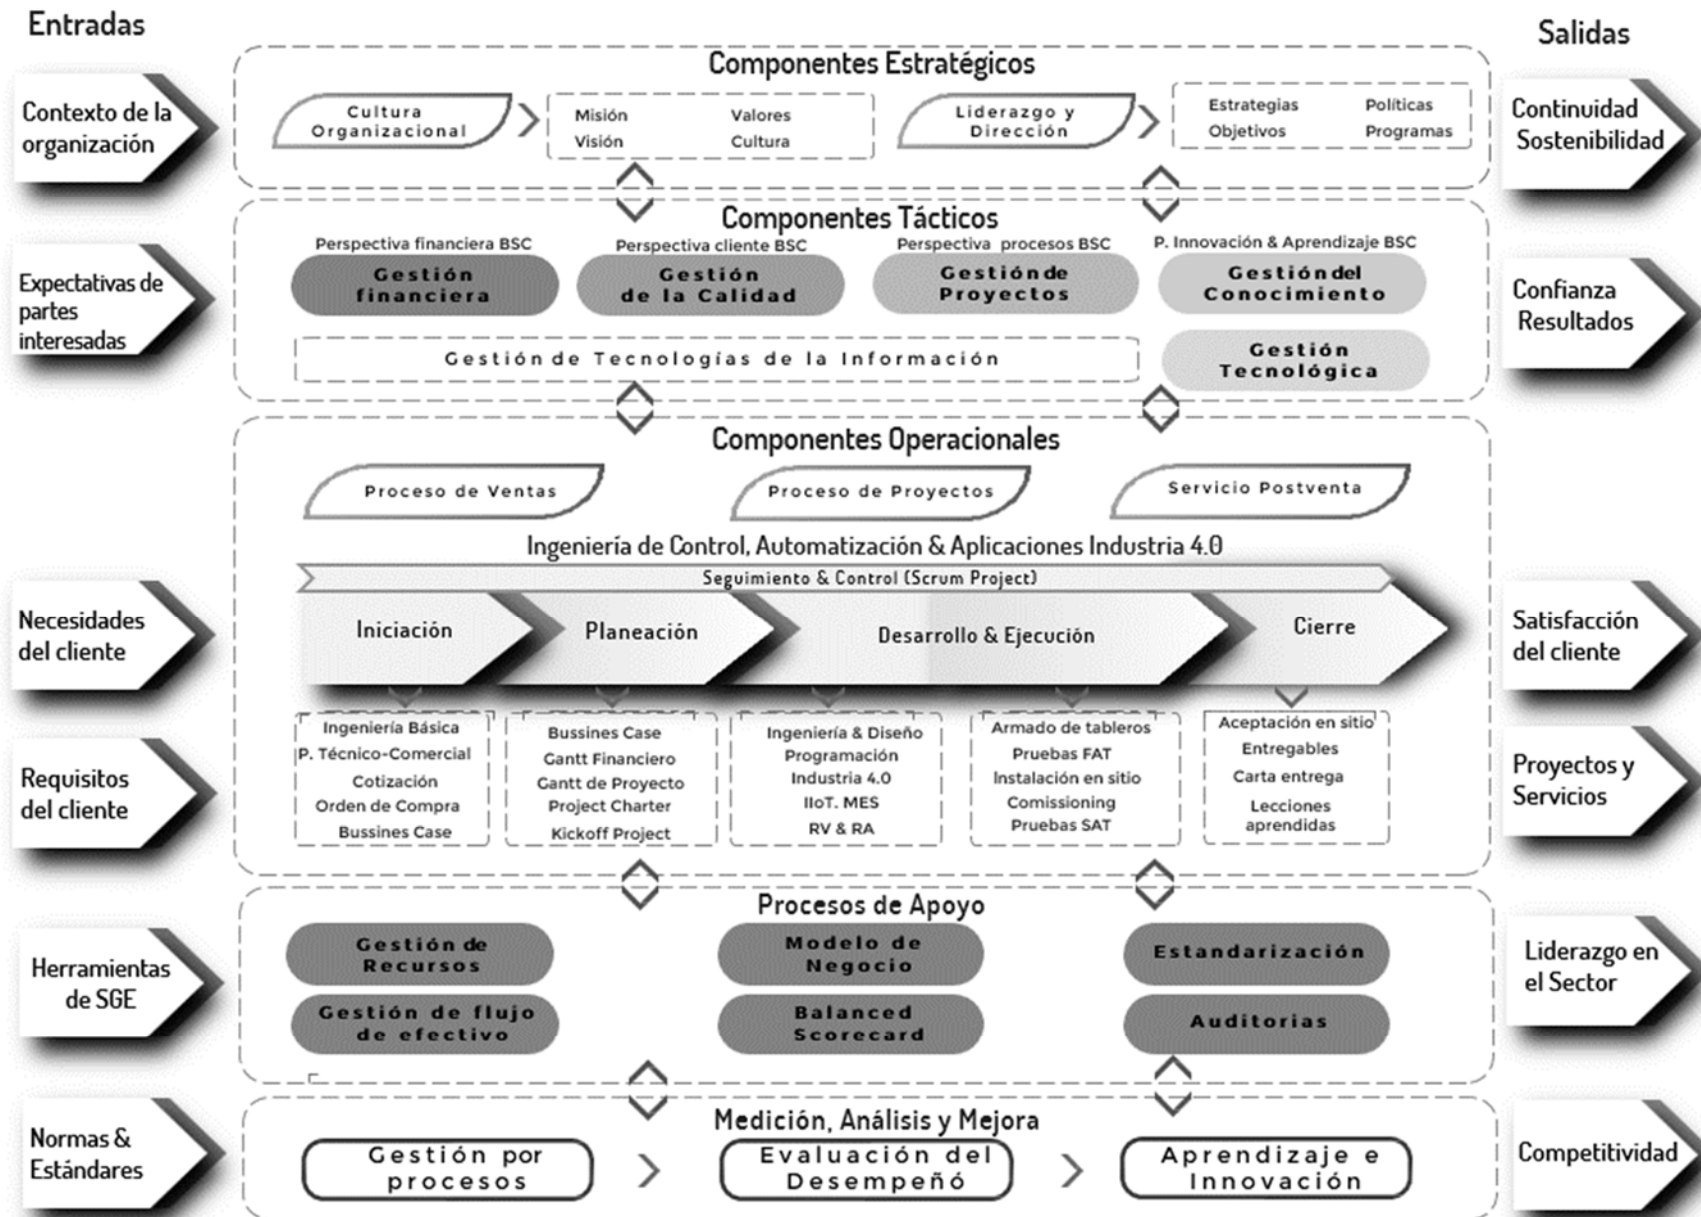 Entradas
Salidas
Contexto de la
organización
Expectativas de
partes
interesadas
Necesidades
del cliente
Requisitos
del cliente
Herramientas
de SGE
Normas &
Estándares
Componentes Estratégicos
Cultura
Organizacional
Misión
Valores
Visión
Cultura
Liderazgo y
Dirección
Estrategias
Políticas
Objetivos
Programas
Componentes Tácticos
Perspectiva financiera BSC
Perspectiva cliente BSC
Perspectiva procesos BSC
P. Innovación & Aprendizaje BSC
Gestión
financiera
Gestión
de la Calidad
Gestión de
Proyectos
Gestión del
Conocimiento
Gestión de Tecnologías de la Información
Gestión
Tecnológica
Componentes Operacionales
Proceso de Ventas
Proceso de Proyectos
Servicio Postventa
Ingeniería de Control, Automatización & Aplicaciones Industria 4.0
Seguimiento & Control (Scrum Project)
Iniciación
Planeación
Desarrollo & Ejecución
Cierre
Ingeniería Básica
P. Técnico-Comercial
Cotización
Orden de Compra
Bussines Case
Bussines Case
Gantt Financiero
Gantt de Proyecto
Project Charter
Kickoff Project
Ingeniería & Diseño
Programación
Industria 4.0
IIoT. MES
RV & RA
Armado de tableros
Pruebas FAT
Instalación en sitio
Comissioning
Pruebas SAT
Aceptación en sitio
Entregables
Carta entrega
Lecciones
aprendidas
Procesos de Apoyo
Gestión de
Recursos
Modelo de
Negocio
Estandarización
Gestión de flujo
de efectivo
Balanced
Scorecard
Auditorias
Medición, Análisis y Mejora
Gestión por
procesos
Evaluación del
Desempeñó
Aprendizaje e
Innovación
Continuidad
Sostenibilidad
Confianza
Resultados
Satisfacción
del cliente
Proyectos y
Servicios
Liderazgo en
el Sector
Competitividad